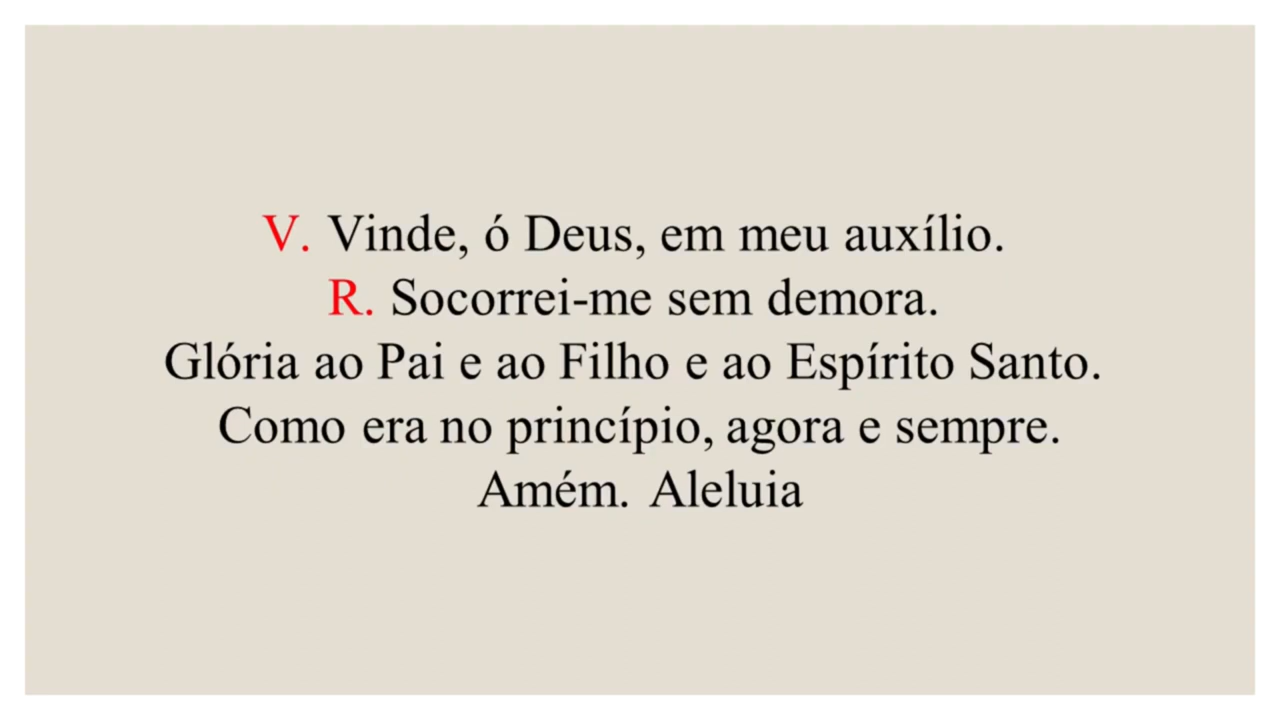 V. Vinde, ó Deus, em meu auxílio.
R. Socorrei-me sem demora.
Glória ao Pai e ao Filho e ao Espírito Santo.
Como era no princípio, agora e sempre.
Amém. Aleluia